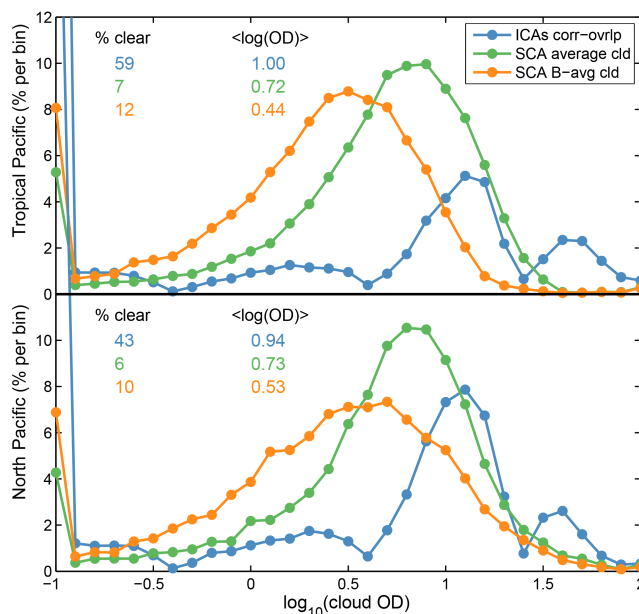 12
10
8
6
4
2
0
Tropical Pacific (% per bin)
% clear <log(OD)>
59 1.00
7 0.72
12 0.44
ICAs corr−ovrlp
SCA average cld
SCA B−avg cld
10
8
6
4
2
0
North Pacific (% per bin)
% clear <log(OD)>
43 0.94
6 0.73
10 0.53
−1 −0.5 0 0.5 1 1.5 2
log10(cloud OD)